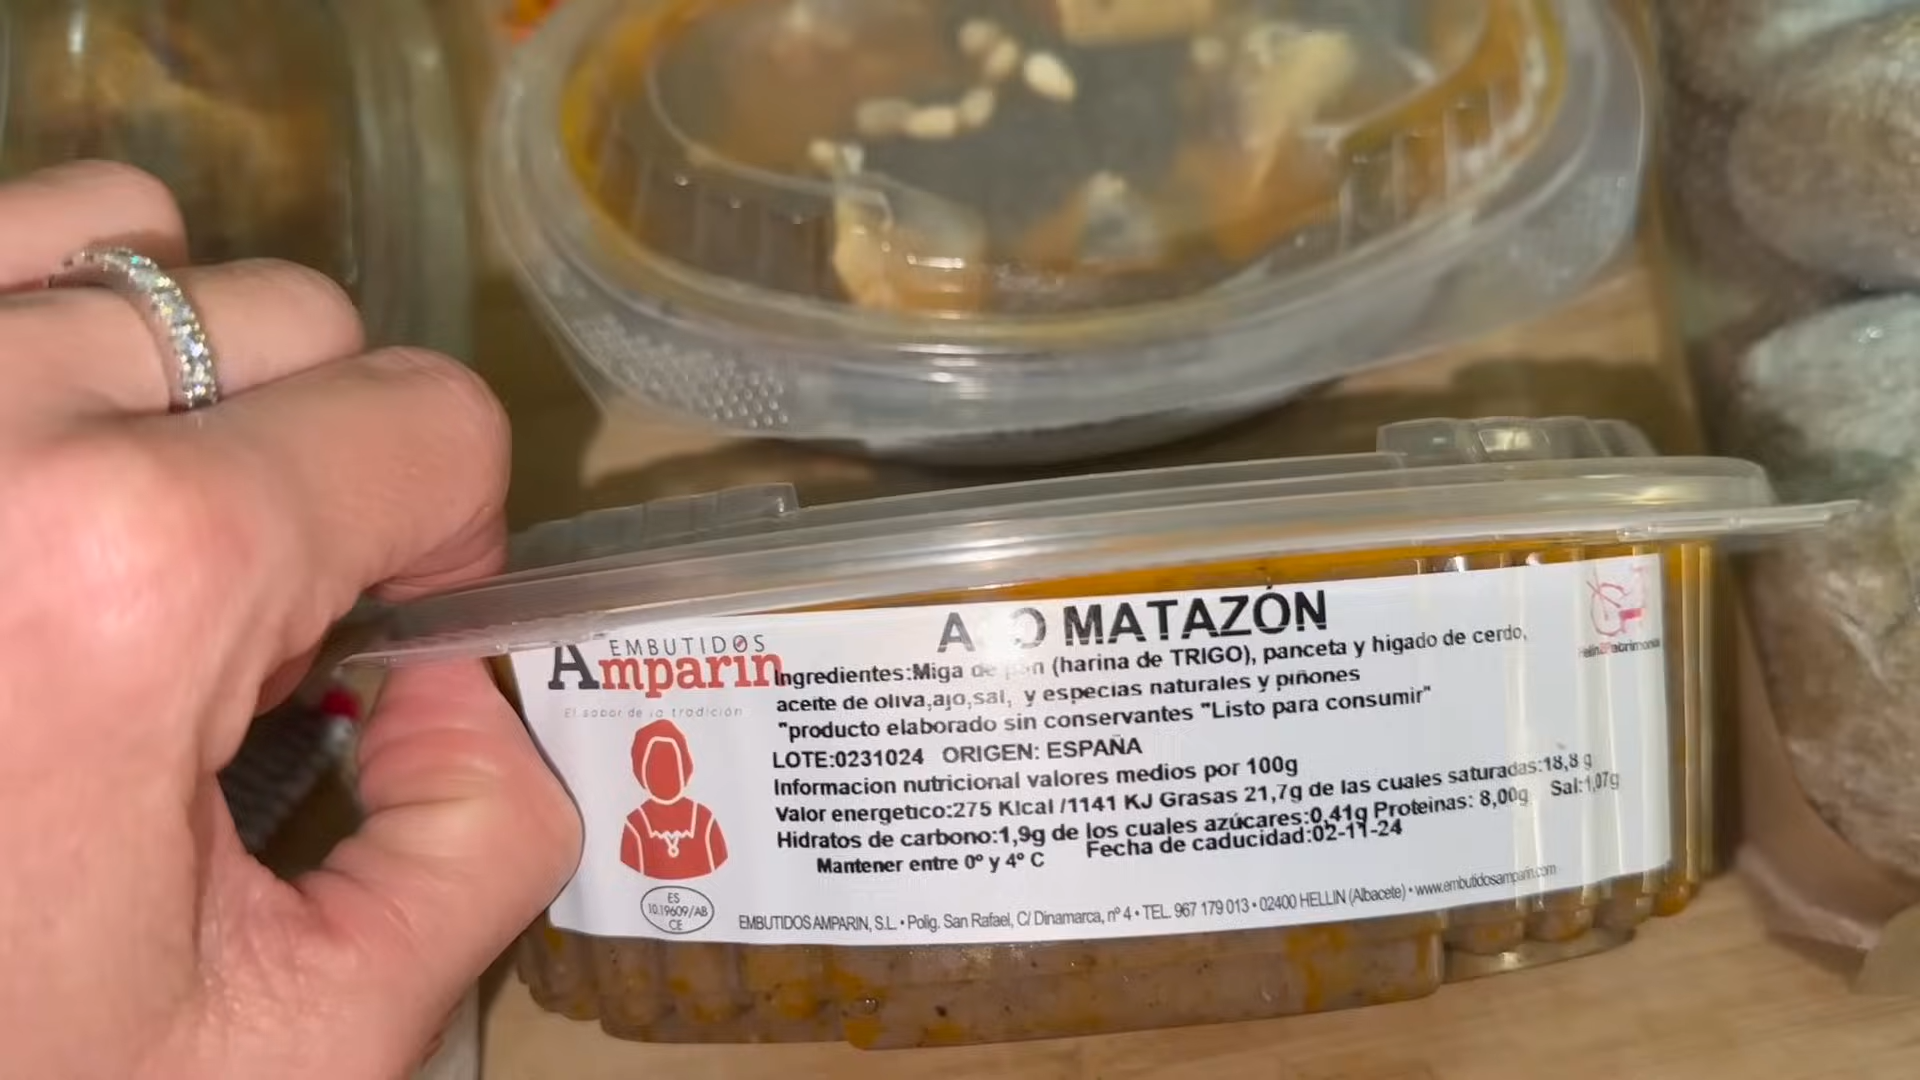 EMBUTIDOS
Amparin
El sabor de la tradición
MATAZÓN
Ingredientes:Miga de pan (harina de TRIGO), panceta y higado de cerdo,
aceite de oliva,ajo,sal, y especias naturales y piñones
"producto elaborado sin conservantes "Listo para consumir"
LOTE:0231024 ORIGEN: ESPAÑA
Informacion nutricional valores medios por 100g
Valor energetico:275 Klcal /1141 KJ Grasas 21,7g de las cuales saturadas:18,8 g
Hidratos de carbono:1,9g de los cuales azúcares:0,41g Proteinas: 8,00g Sal:1,07g
Mantener entre 0º y 4º C Fecha de caducidad:02-11-24
ES
10.19609/AB
CE
EMBUTIDOS AMPARIN, S.L. • Polig. San Rafael, C/ Dinamarca, nº 4 • TEL. 967 179 013 • 02400 HELLIN (Albacete) • www.embutidosamparin.com